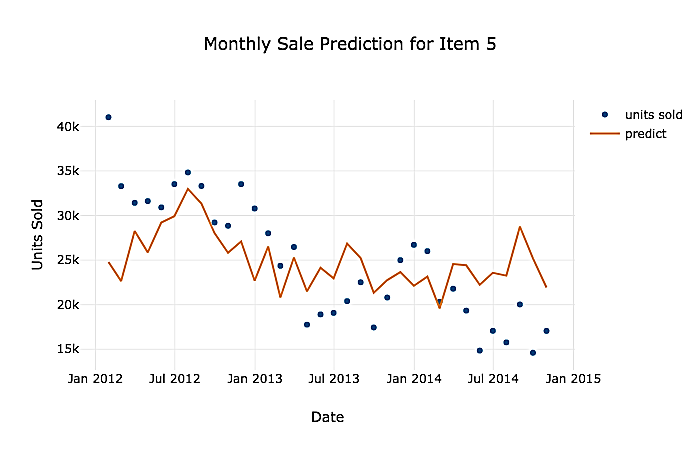 Monthly Sale Prediction for Item 5
units sold
predict
40k
35k
30k
25k
20k
15k
Units Sold
Jan 2012 Jul 2012 Jan 2013 Jul 2013 Jan 2014 Jul 2014 Jan 2015
Date